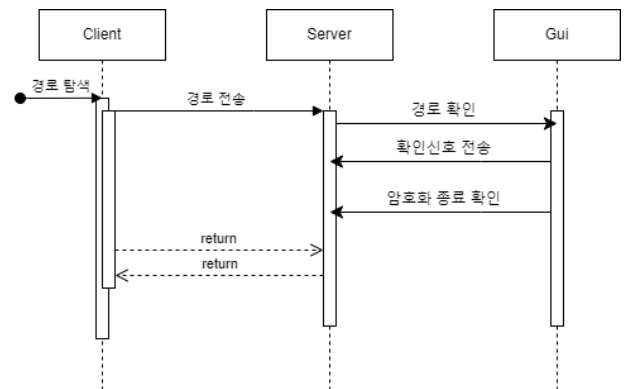 Client
Server
Gui
경로 탐색
경로 전송
경로 확인
확인신호 전송
암호화 종료 확인
return
return